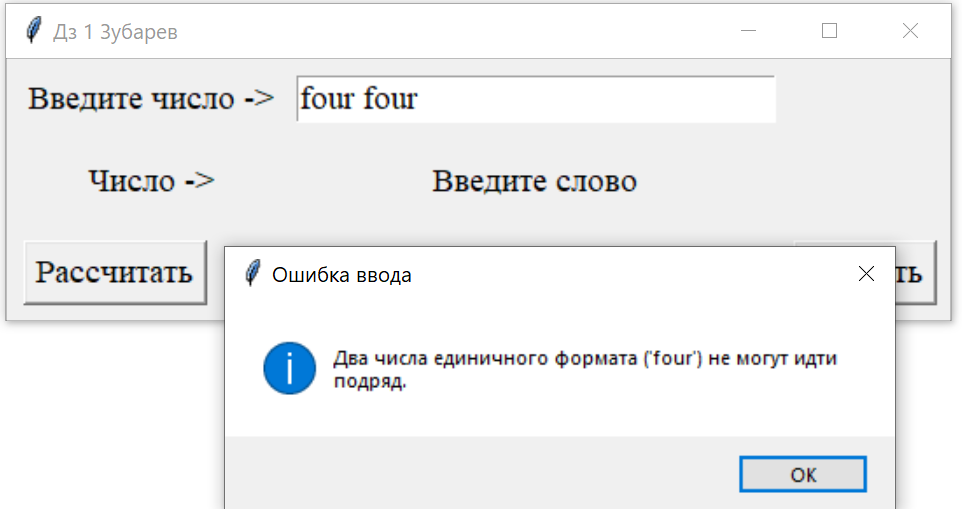 Дз 1 Зубарев
Введите число -> four four
Число -> Введите слово
Рассчитать
Ошибка ввода
Два числа единичного формата ('four') не могут идти
подряд.
OK